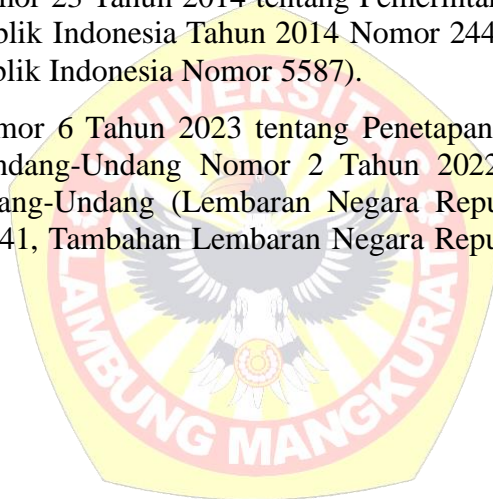 nor 23 Tahun 2014 tentang Pemerintah
blik Indonesia Tahun 2014 Nomor 244
blik Indonesia Nomor 5587).
mor 6 Tahun 2023 tentang Penetapan
ndang-Undang Nomor 2 Tahun 2022
ang-Undang (Lembaran Negara Repu
41, Tambahan Lembaran Negara Repu
UNIVERSITAS
LAMBUNG MANGKURAT